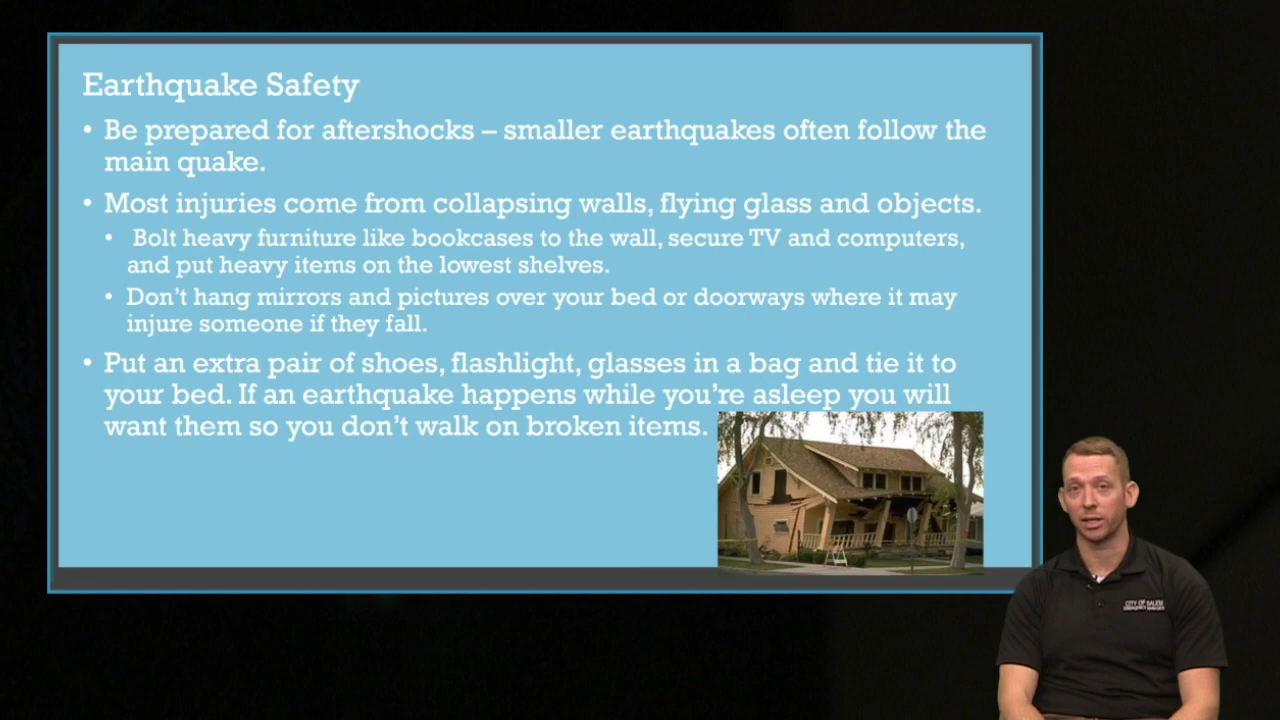 Earthquake Safety
• Be prepared for aftershocks – smaller earthquakes often follow the
main quake.
• Most injuries come from collapsing walls, flying glass and objects.
• Bolt heavy furniture like bookcases to the wall, secure TV and computers,
and put heavy items on the lowest shelves.
• Don't hang mirrors and pictures over your bed or doorways where it may
injure someone if they fall.
• Put an extra pair of shoes, flashlight, glasses in a bag and tie it to
your bed. If an earthquake happens while you're asleep you will
want them so you don't walk on broken items.
CITY OF SALEM